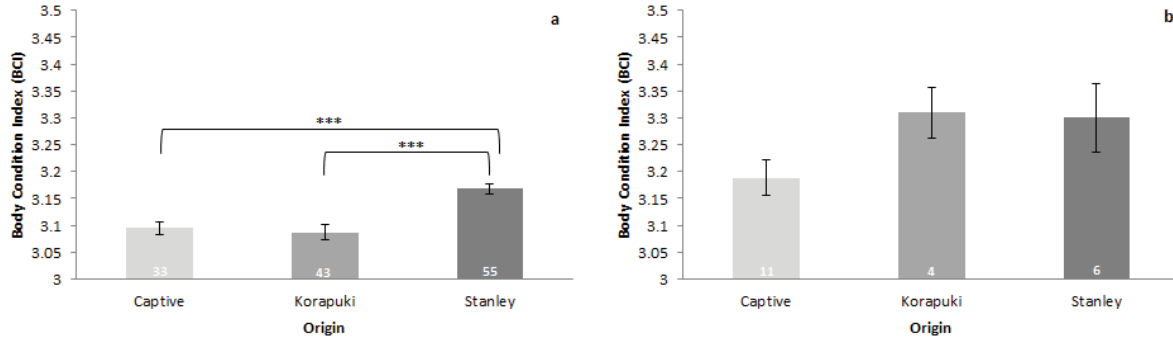 a
Body Condition Index (BCI)
3.5
3.45
3.4
3.35
3.3
3.25
3.2
3.15
3.1
3.05
3
***
***
33
43
55
Captive
Korapuki
Stanley
Origin
b
Body Condition Index (BCI)
3.5
3.45
3.4
3.35
3.3
3.25
3.2
3.15
3.1
3.05
3
11
4
6
Captive
Korapuki
Stanley
Origin